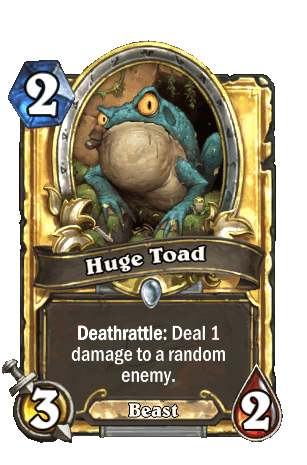 2
Huge Toad
Deathrattle: Deal 1
damage to a random
enemy.
3
Beast
2